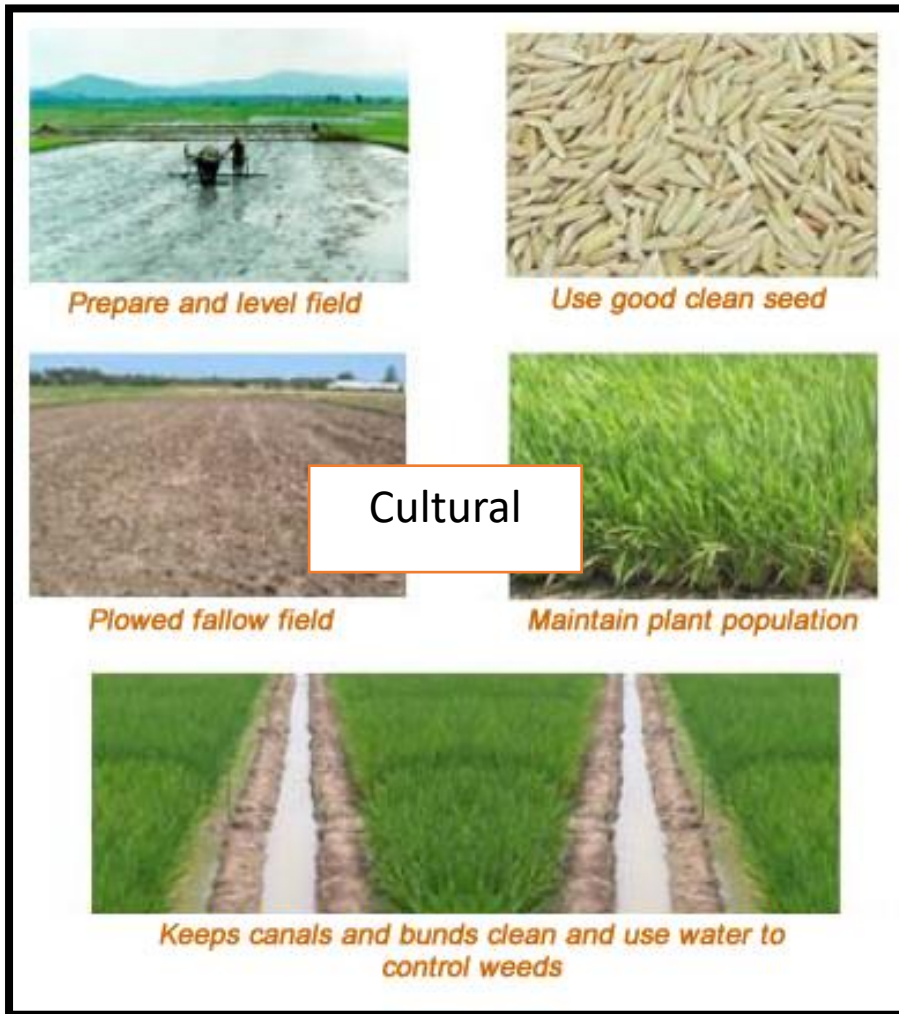 Prepare and level field
Use good clean seed
Cultural
Plowed fallow field
Maintain plant population
Keeps canals and bunds clean and use water to
control weeds